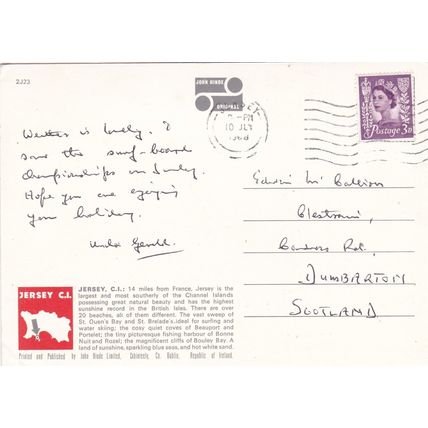 2J23
JOHN HINDE
ORIGINAL
JERSEY
PM
10 JLY
1968
Postage 3D
Weather is lovely. I
saw the surf-board
championships on Sunday.
Hope you are enjoying
your holiday.
Uncle Gerald.
Edwin Mc Callion
Clestrani,
Rd.,
DUMBARTON
SCOTLAND
JERSEY C.I.
JERSEY, C.I.: 14 miles from France, Jersey is the
largest and most southerly of the Channel Islands
possessing great natural beauty and has the highest
sunshine record in the British Isles. There are over
20 beaches, all of them different. The vast sweep of
St. Ouen's Bay and St. Brelade's.ideal for surfing and
water skiing; the cosy quiet coves of Beauport and
Portelet; the tiny picturesque fishing harbour of Bonne
Nuit and Rozel; the magnificent cliffs of Bouley Bay. A
land of sunshine, sparkling blue seas, and hot white sand.
Printed and Published by John Hinde Limited, Cabinteely, Co. Dublin, Republic of Ireland.